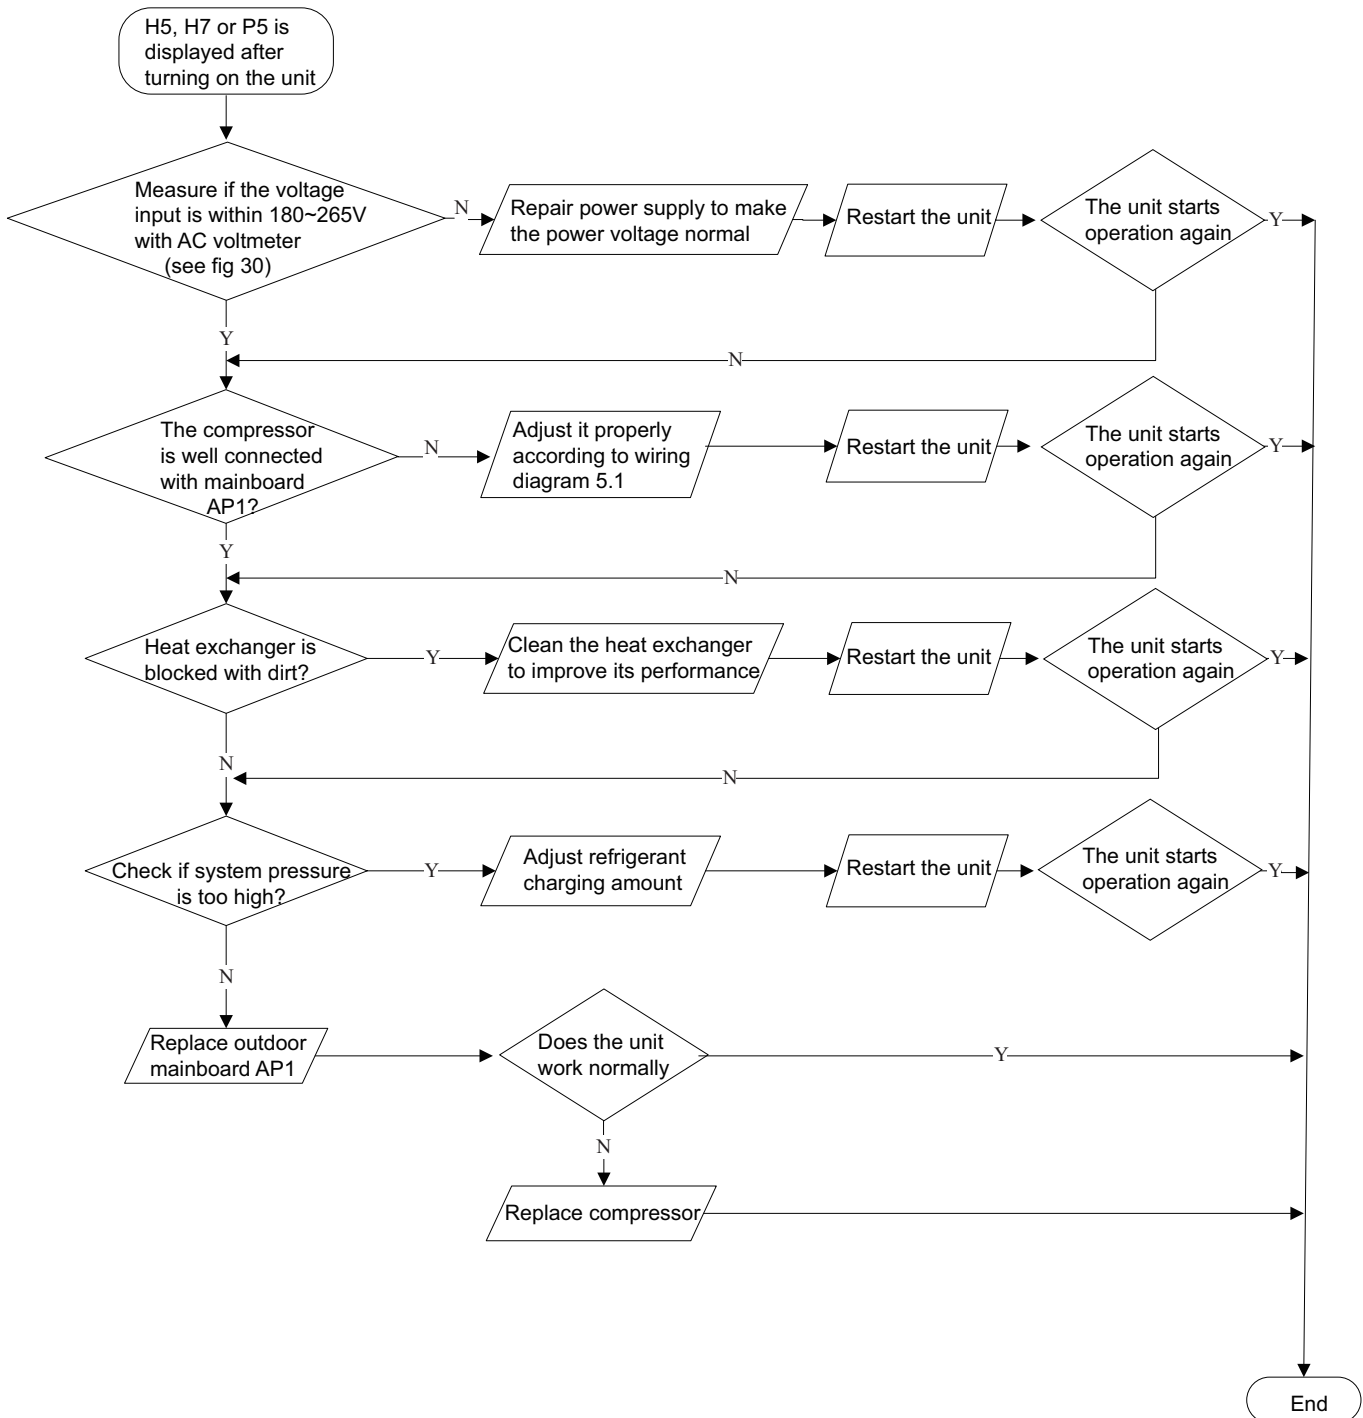 H5, H7 or P5 is
displayed after
turning on the unit
Measure if the voltage
input is within 180~265V
with AC voltmeter
(see fig 30)
N
Repair power supply to make
the power voltage normal
Restart the unit
The unit starts
operation again
Y
Y
N
The compressor
is well connected
with mainboard
AP1?
N
Adjust it properly
according to wiring
diagram 5.1
Restart the unit
The unit starts
operation again
Y
Y
N
Heat exchanger is
blocked with dirt?
Y
Clean the heat exchanger
to improve its performance
Restart the unit
The unit starts
operation again
Y
N
N
Check if system pressure
is too high?
Y
Adjust refrigerant
charging amount
Restart the unit
The unit starts
operation again
Y
N
Replace outdoor
mainboard AP1
Does the unit
work normally
Y
N
Replace compressor
End